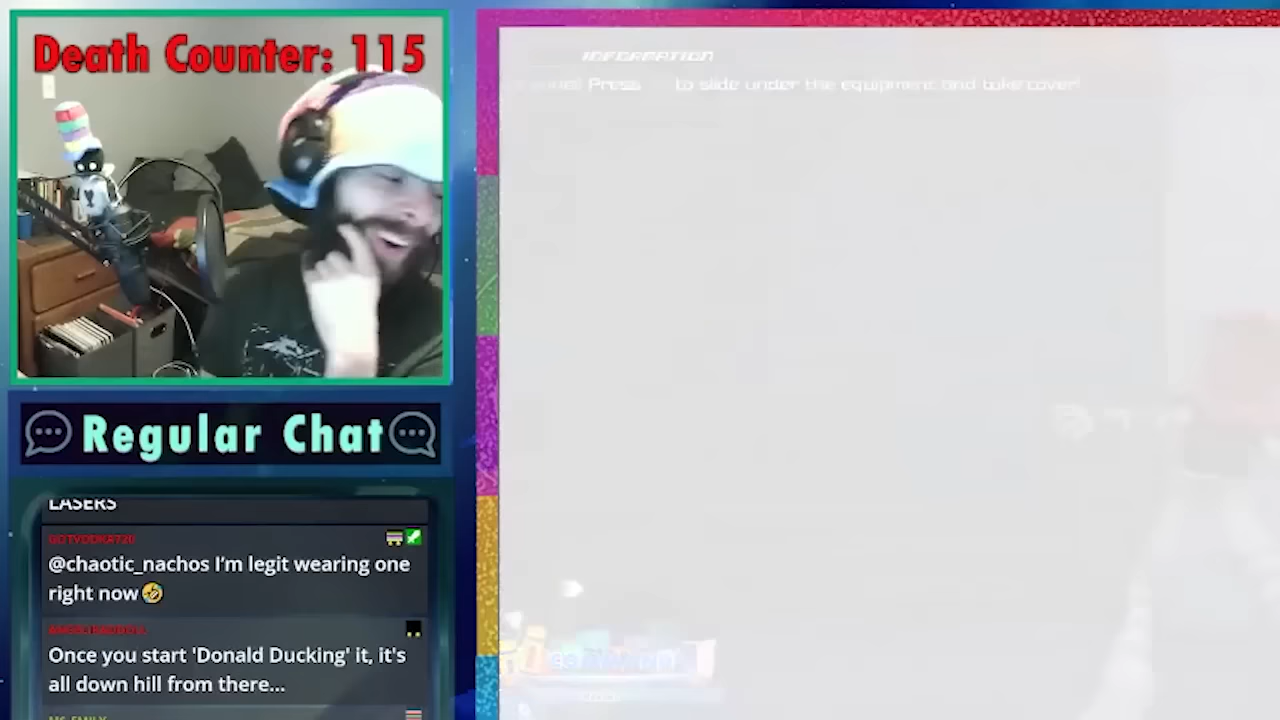 Death Counter: 115
INFORMATION
Press to slide under the equipment and take cover!
Regular Chat
LASERS
@chaotic_nachos I'm legit wearing one
right now🤣
Once you start 'Donald Ducking' it, it's
all down hill from there...